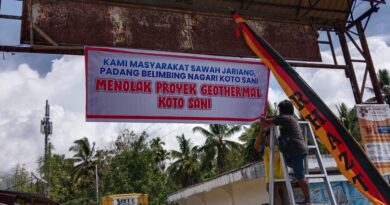 KAMI MASYARAKAT SAWAH JARIANG,
PADANG BELIMBING NAGARI KOTO SANI
MENOLAK PROYEK GEOTHERMAL
KOTO SANI